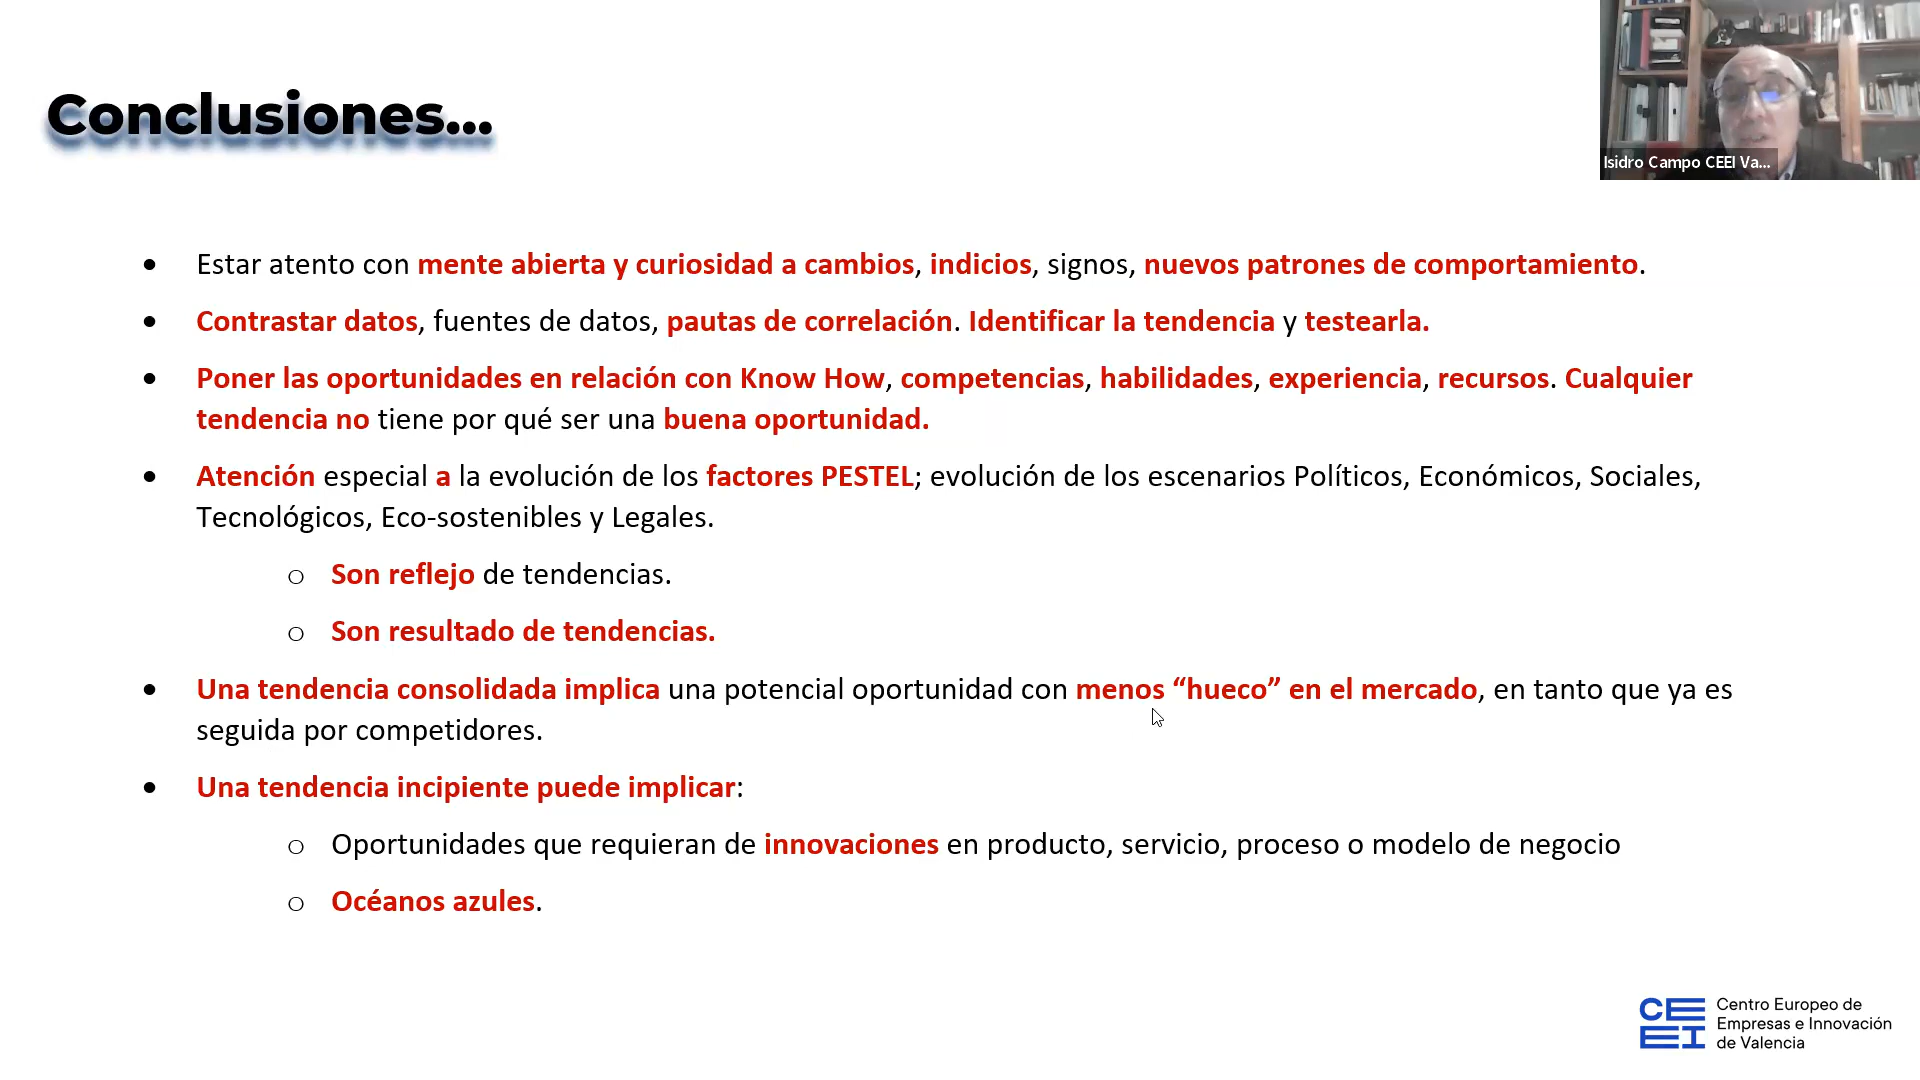 Conclusiones...
Isidro Campo CEEI Va...
• Estar atento con mente abierta y curiosidad a cambios, indicios, signos, nuevos patrones de comportamiento.
• Contrastar datos, fuentes de datos, pautas de correlación. Identificar la tendencia y testearla.
• Poner las oportunidades en relación con Know How, competencias, habilidades, experiencia, recursos. Cualquier
tendencia no tiene por qué ser una buena oportunidad.
• Atención especial a la evolución de los factores PESTEL; evolución de los escenarios Políticos, Económicos, Sociales,
Tecnológicos, Eco-sostenibles y Legales.
o Son reflejo de tendencias.
o Son resultado de tendencias.
• Una tendencia consolidada implica una potencial oportunidad con menos “hueco” en el mercado, en tanto que ya es
seguida por competidores.
• Una tendencia incipiente puede implicar:
o Oportunidades que requieran de innovaciones en producto, servicio, proceso o modelo de negocio
o Océanos azules.
CE
EI
Centro Europeo de
Empresas e Innovación
de Valencia